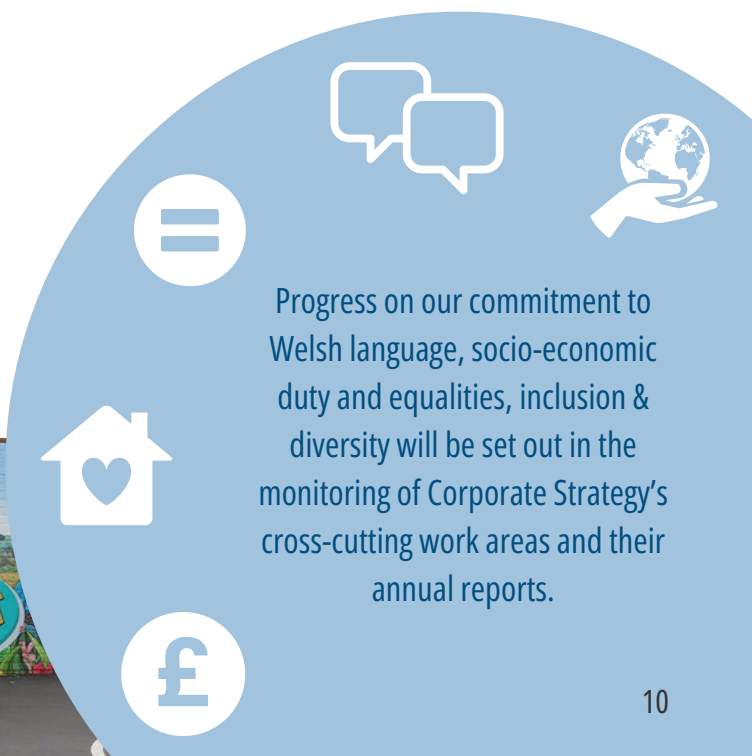 Progress on our commitment to
Welsh language, socio-economic
duty and equalities, inclusion &
diversity will be set out in the
monitoring of Corporate Strategy’s
cross-cutting work areas and their
annual reports.
£
10